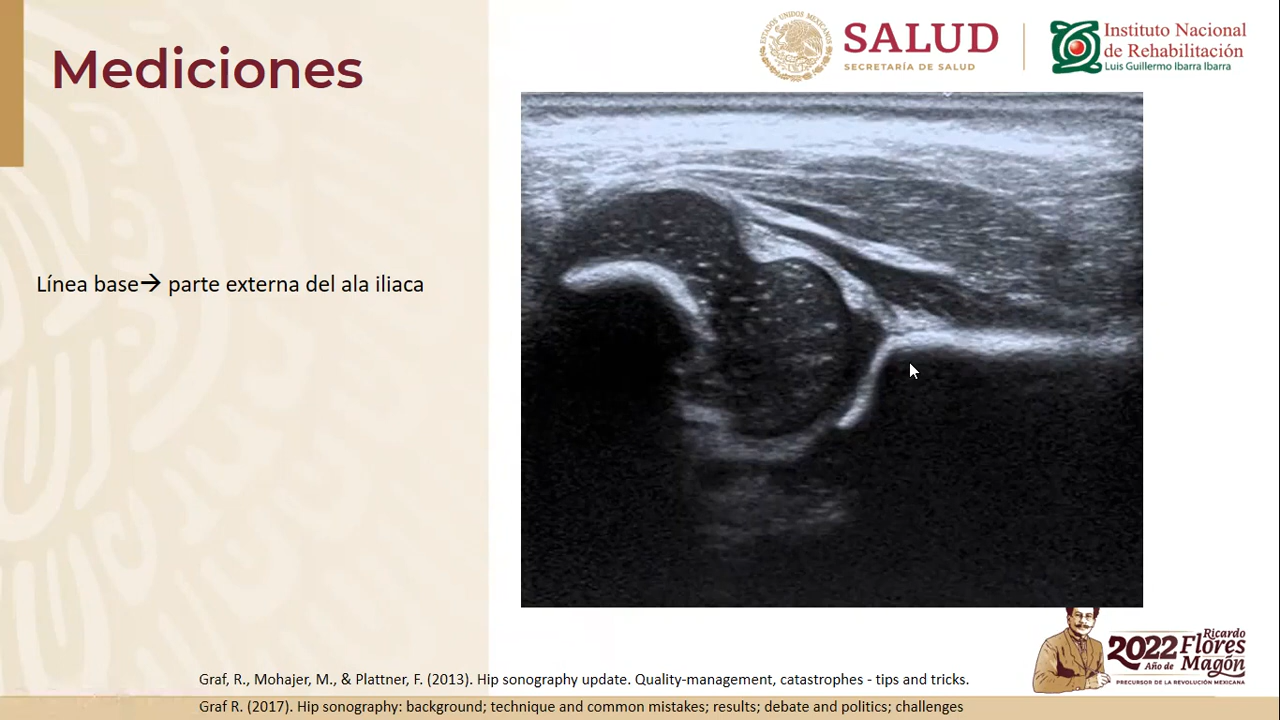 Mediciones
SALUD
SECRETARÍA DE SALUD
Instituto Nacional
de Rehabilitación
Luis Guillermo Ibarra Ibarra
Línea base→ parte externa del ala iliaca
2022 Ricardo
Año de Flores
Magón
PRECURSOR DE LA REVOLUCIÓN MEXICANA
Graf, R., Mohajer, M., & Plattner, F. (2013). Hip sonography update. Quality-management, catastrophes - tips and tricks.
Graf R. (2017). Hip sonography: background; technique and common mistakes; results; debate and politics; challenges